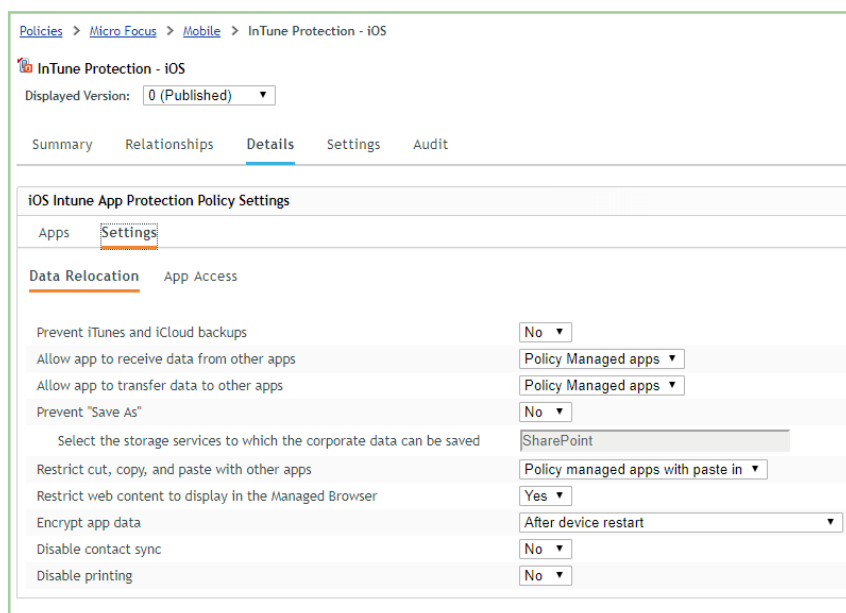 Policies > Micro Focus > Mobile > InTune Protection - iOS
InTune Protection - iOS
Displayed Version: 0 (Published)
Summary Relationships Details Settings Audit
iOS Intune App Protection Policy Settings
Apps Settings
Data Relocation App Access
Prevent iTunes and iCloud backups No
Allow app to receive data from other apps Policy Managed apps
Allow app to transfer data to other apps Policy Managed apps
Prevent "Save As" No
Select the storage services to which the corporate data can be saved SharePoint
Restrict cut, copy, and paste with other apps Policy managed apps with paste in
Restrict web content to display in the Managed Browser Yes
Encrypt app data After device restart
Disable contact sync No
Disable printing No